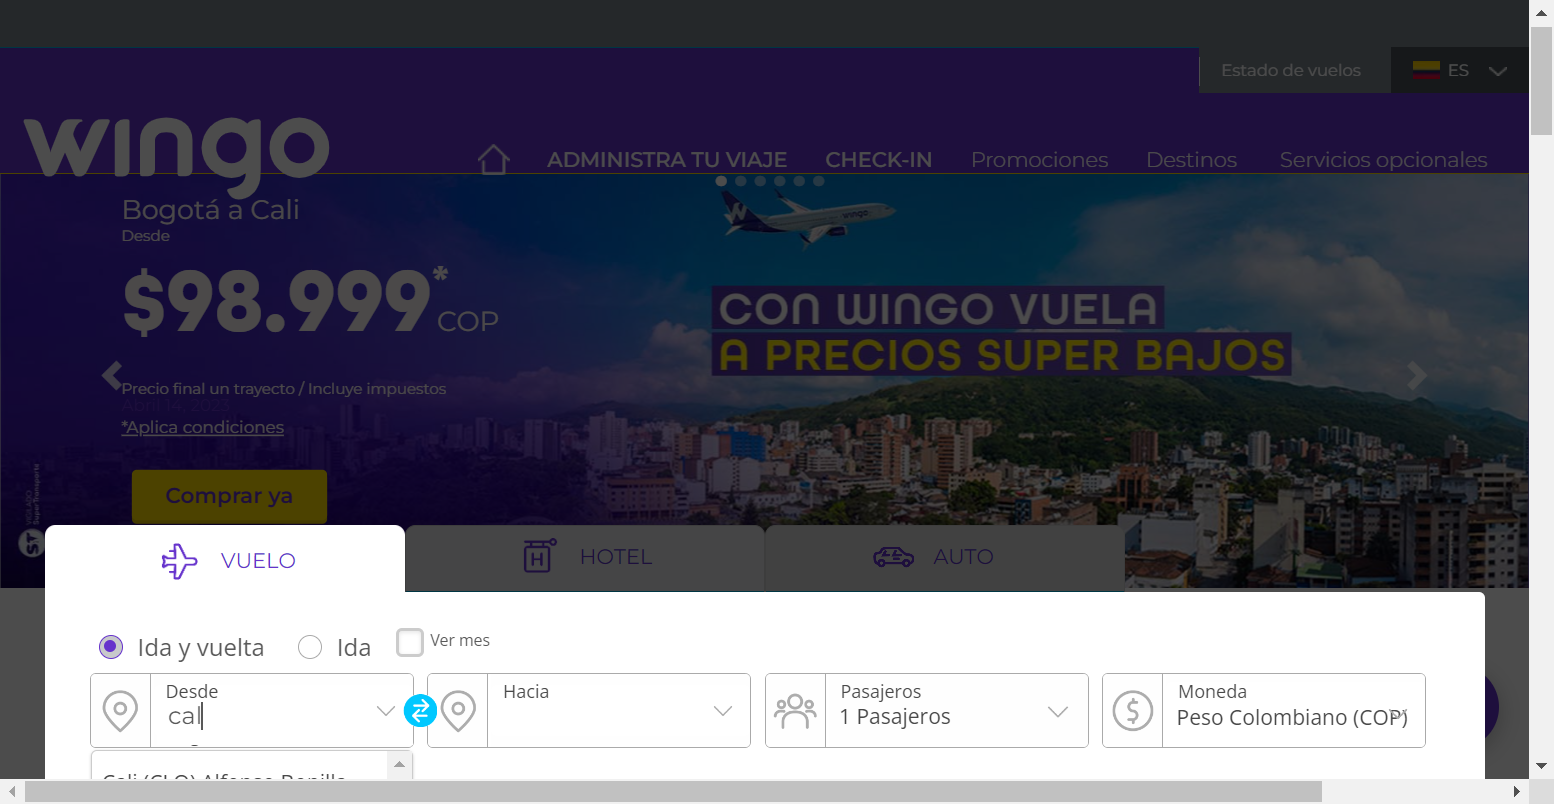 Estado de vuelos
ES
wingo
ADMINISTRA TU VIAJE
CHECK-IN
Promociones
Destinos
Servicios opcionales
Bogotá a Cali
Desde
$98.999*
COP
wingo
CON WINGO VUELA
A PRECIOS SUPER BAJOS
Precio final un trayecto / Incluye impuestos
*Aplica condiciones
Comprar ya
VIGILADO
SuperTransporte
VUELO
HOTEL
AUTO
Ida y vuelta
Ida
Ver mes
Desde
cal
Hacia
Pasajeros
1 Pasajeros
Moneda
Peso Colombiano (COP)
Cali (CLO) Alfonso Bonilla